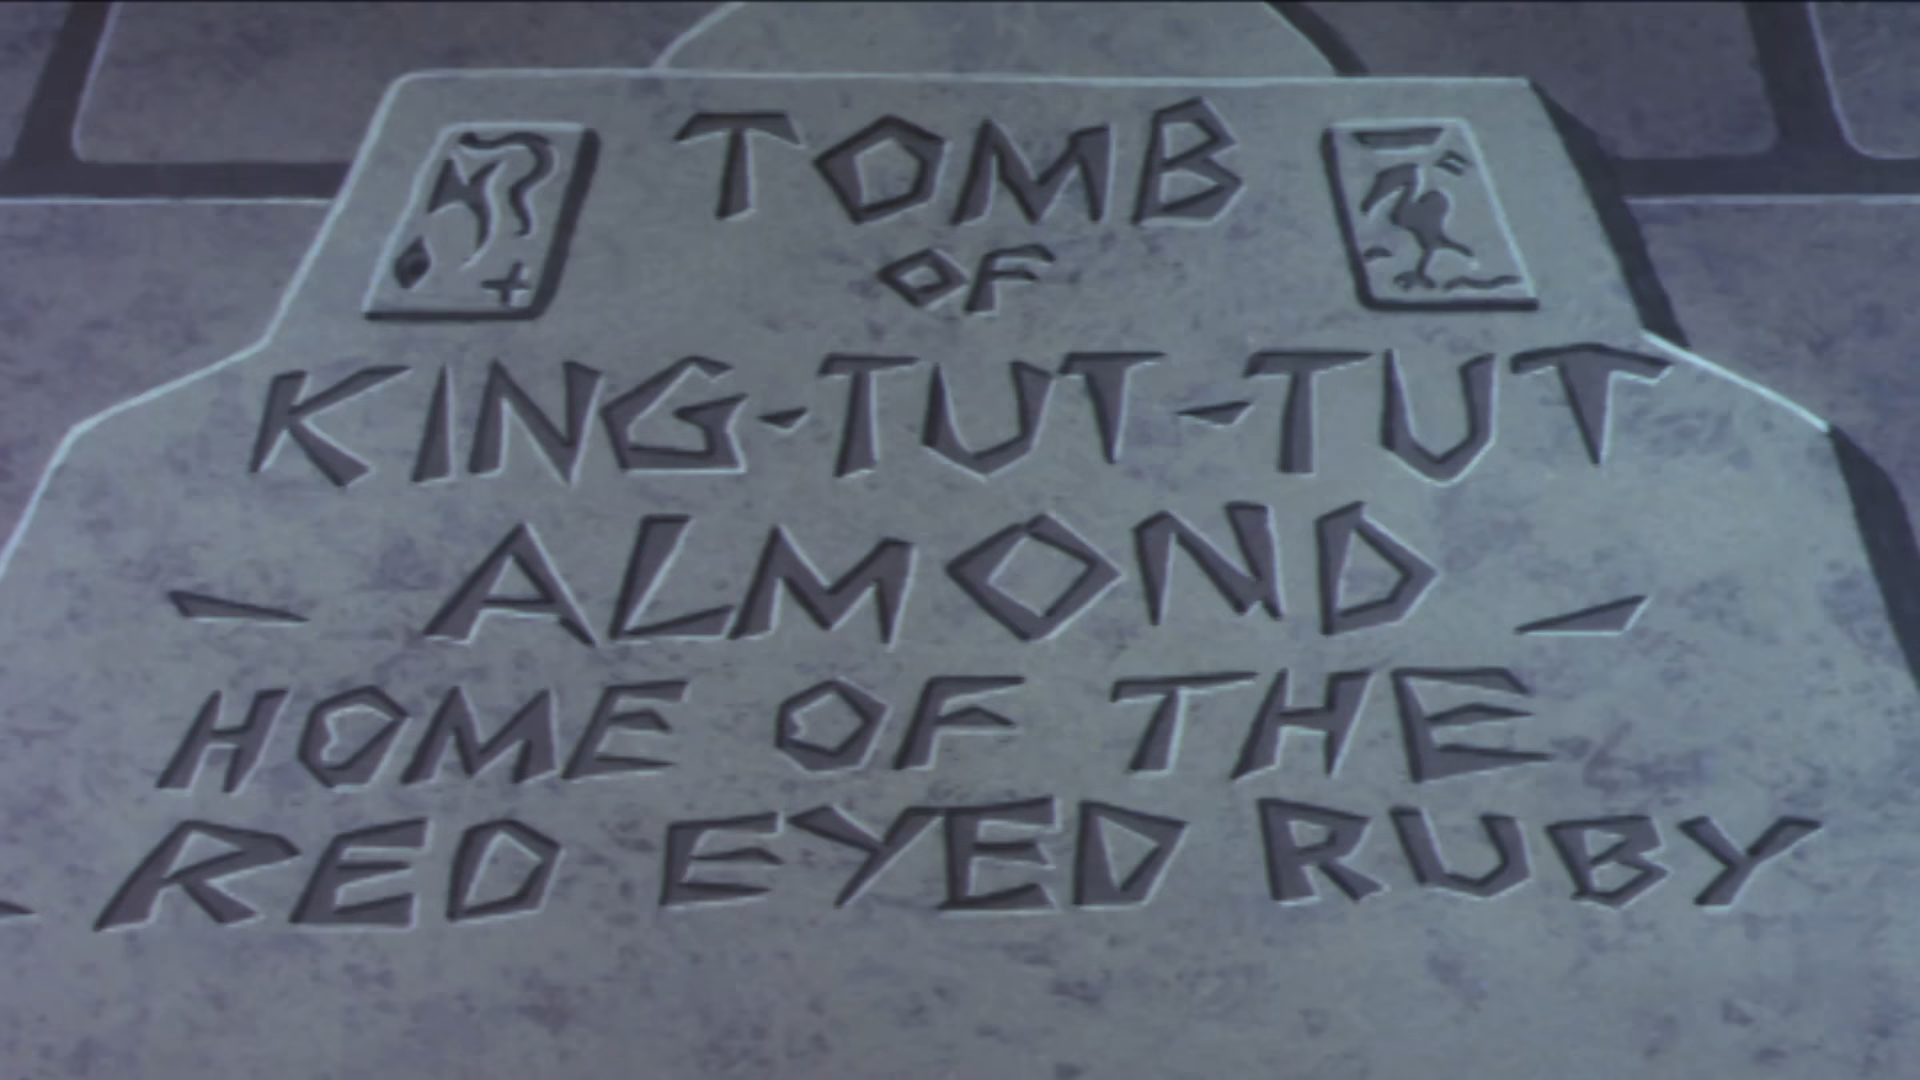 TOMB
OF
KING-TUT-TUT
- ALMOND -
HOME OF THE
RED EYED RUBY